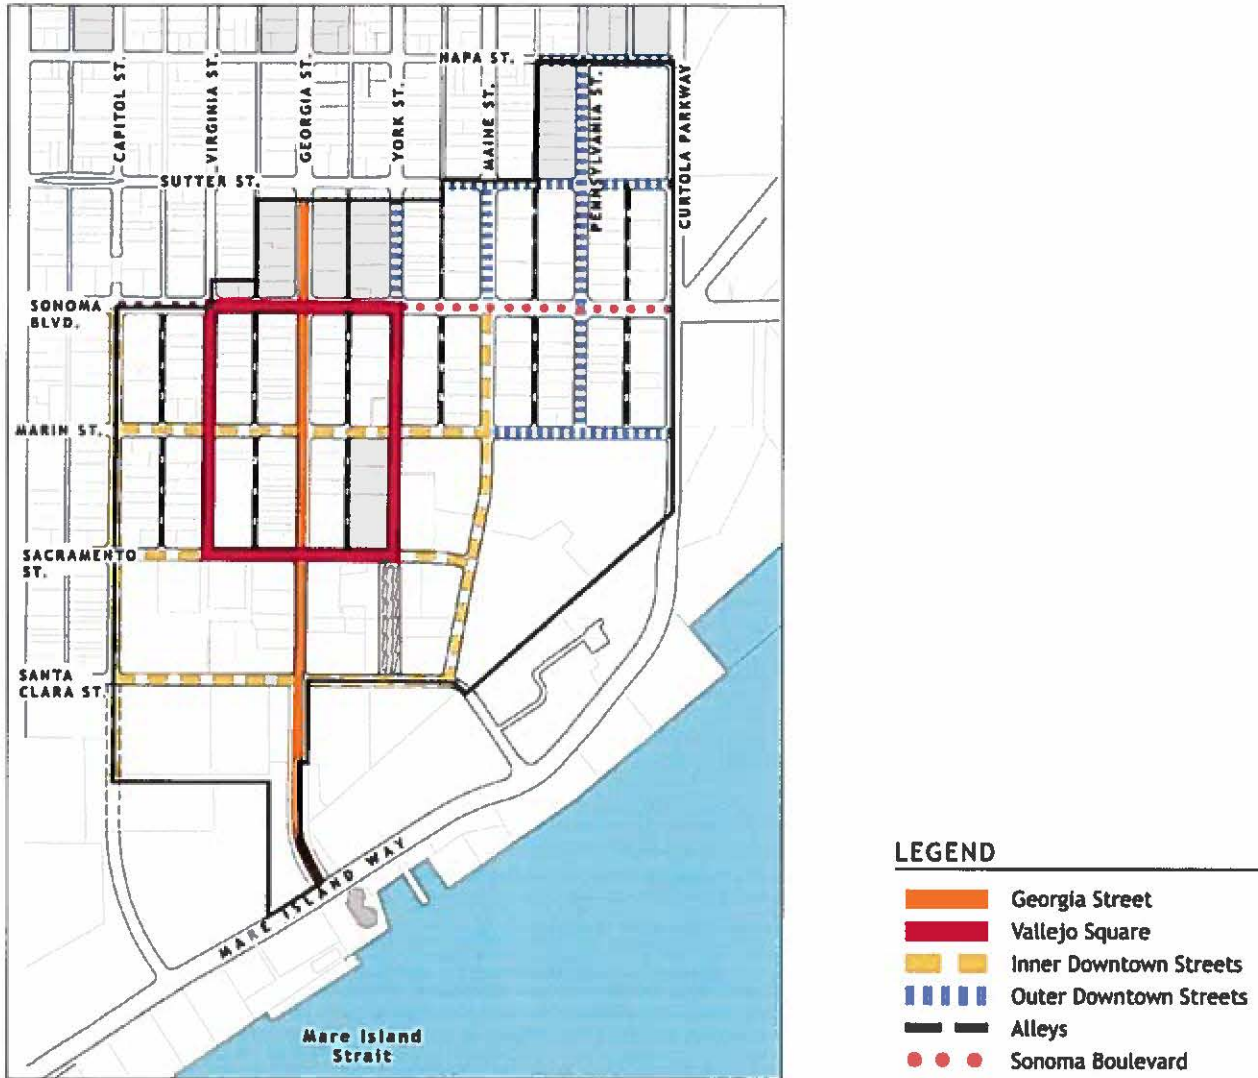 NAPA ST.
CAPITOL ST.
VIRGINIA ST.
GEORGIA ST.
YORK ST.
MAINE ST.
PENNSYLVANIA ST.
CURTOLA PARKWAY
SUTTER ST.
SONOMA
BLVD.
MARIN ST.
SACRAMENTO
ST.
SANTA
CLARA ST.
MARE ISLAND WAY
Mare Island
Strait
LEGEND
Georgia Street
Vallejo Square
Inner Downtown Streets
Outer Downtown Streets
Alleys
Sonoma Boulevard